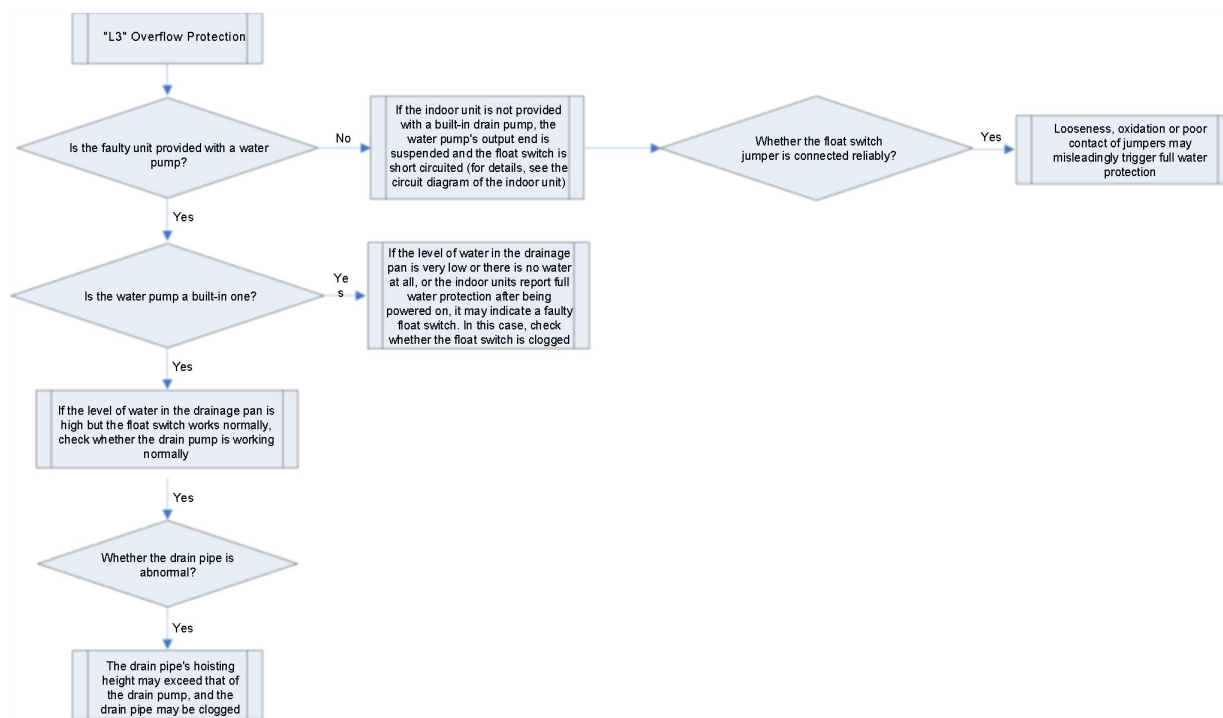 "L3" Overflow Protection
Is the faulty unit provided with a water
pump?
No
If the indoor unit is not provided
with a built-in drain pump, the
water pump's output end is
suspended and the float switch is
short circuited (for details, see the
circuit diagram of the indoor unit)
Whether the float switch
jumper is connected reliably?
Yes
Looseness, oxidation or poor
contact of jumpers may
misleadingly trigger full water
protection
Yes
Is the water pump a built-in one?
Ye
s
If the level of water in the drainage
pan is very low or there is no water
at all, or the indoor units report full
water protection after being
powered on, it may indicate a faulty
float switch. In this case, check
whether the float switch is clogged
Yes
If the level of water in the drainage pan is
high but the float switch works normally,
check whether the drain pump is working
normally
Yes
Whether the drain pipe is
abnormal?
Yes
The drain pipe's hoisting
height may exceed that of
the drain pump, and the
drain pipe may be clogged